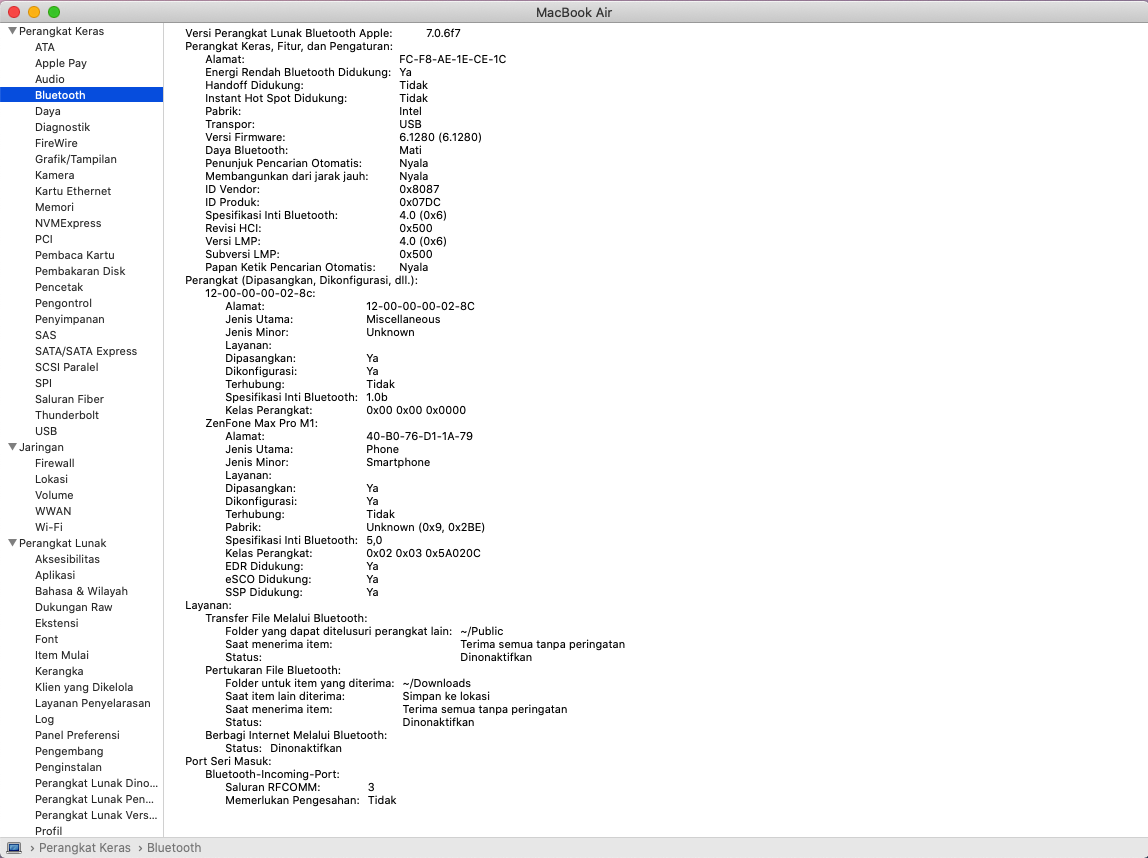 MacBook Air
Perangkat Keras
ATA
Apple Pay
Audio
Bluetooth
Daya
Diagnostik
FireWire
Grafik/Tampilan
Kamera
Kartu Ethernet
Memori
NVMExpress
PCI
Pembaca Kartu
Pembakaran Disk
Pencetak
Pengontrol
Penyimpanan
SAS
SATA/SATA Express
SCSI Paralel
SPI
Saluran Fiber
Thunderbolt
USB
Jaringan
Firewall
Lokasi
Volume
WWAN
Wi-Fi
Perangkat Lunak
Aksesibilitas
Aplikasi
Bahasa & Wilayah
Dukungan Raw
Ekstensi
Font
Item Mulai
Kerangka
Klien yang Dikelola
Layanan Penyelarasan
Log
Panel Preferensi
Pengembang
Penginstalan
Perangkat Lunak Dino...
Perangkat Lunak Pen...
Perangkat Lunak Vers...
Profil
Versi Perangkat Lunak Bluetooth Apple: 7.0.6f7
Perangkat Keras, Fitur, dan Pengaturan:
Alamat: FC-F8-AE-1E-CE-1C
Energi Rendah Bluetooth Didukung: Ya
Handoff Didukung: Tidak
Instant Hot Spot Didukung: Tidak
Pabrik: Intel
Transpor: USB
Versi Firmware: 6.1280 (6.1280)
Daya Bluetooth: Mati
Penunjuk Pencarian Otomatis: Nyala
Membangunkan dari jarak jauh: Nyala
ID Vendor: 0x8087
ID Produk: 0x07DC
Spesifikasi Inti Bluetooth: 4.0 (0x6)
Revisi HCI: 0x500
Versi LMP: 4.0 (0x6)
Subversi LMP: 0x500
Papan Ketik Pencarian Otomatis: Nyala
Perangkat (Dipasangkan, Dikonfigurasi, dll.):
12-00-00-00-02-8c:
Alamat: 12-00-00-00-02-8C
Jenis Utama: Miscellaneous
Jenis Minor: Unknown
Layanan:
Dipasangkan: Ya
Dikonfigurasi: Ya
Terhubung: Tidak
Spesifikasi Inti Bluetooth: 1.0b
Kelas Perangkat: 0x00 0x00 0x0000
ZenFone Max Pro M1:
Alamat: 40-B0-76-D1-1A-79
Jenis Utama: Phone
Jenis Minor: Smartphone
Layanan:
Dipasangkan: Ya
Dikonfigurasi: Ya
Terhubung: Tidak
Pabrik: Unknown (0x9, 0x2BE)
Spesifikasi Inti Bluetooth: 5,0
Kelas Perangkat: 0x02 0x03 0x5A020C
EDR Didukung: Ya
eSCO Didukung: Ya
SSP Didukung: Ya
Layanan:
Transfer File Melalui Bluetooth:
Folder yang dapat ditelusuri perangkat lain: ~/Public
Saat menerima item: Terima semua tanpa peringatan
Status: Dinonaktifkan
Pertukaran File Bluetooth:
Folder untuk item yang diterima: ~/Downloads
Saat item lain diterima: Simpan ke lokasi
Saat menerima item: Terima semua tanpa peringatan
Status: Dinonaktifkan
Berbagi Internet Melalui Bluetooth:
Status: Dinonaktifkan
Port Seri Masuk:
Bluetooth-Incoming-Port:
Saluran RFCOMM: 3
Memerlukan Pengesahan: Tidak
› Perangkat Keras › Bluetooth